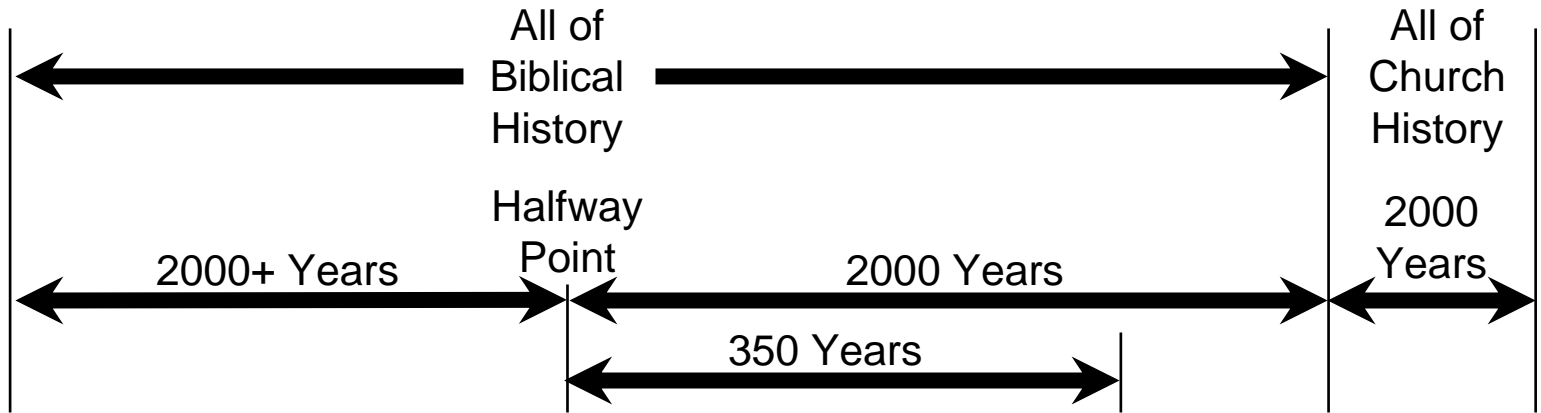 All of
Biblical
History
All of
Church
History
Halfway
Point
2000+ Years
2000 Years
2000
Years
350 Years